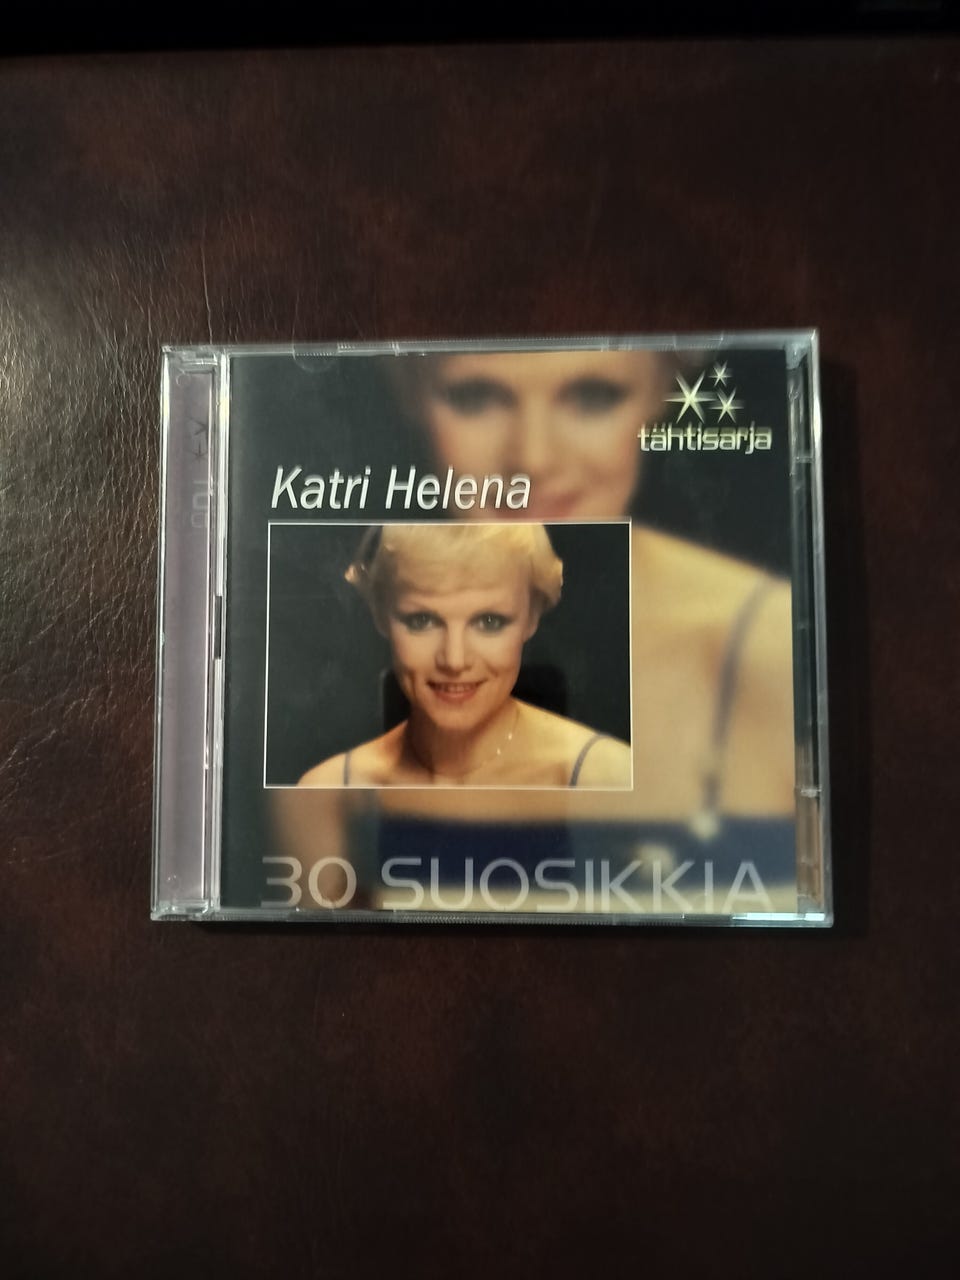 tähtisarja
Katri Helena
30 SUOSIKKIA